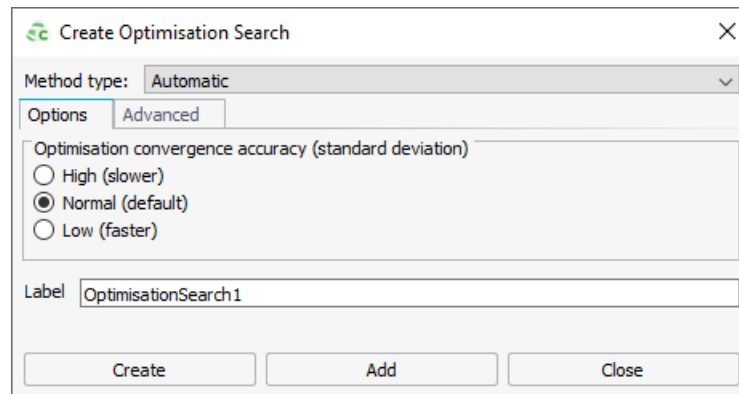 Create Optimisation Search
Method type: Automatic
Options Advanced
Optimisation convergence accuracy (standard deviation)
High (slower)
Normal (default)
Low (faster)
Label OptimisationSearch1
Create Add Close